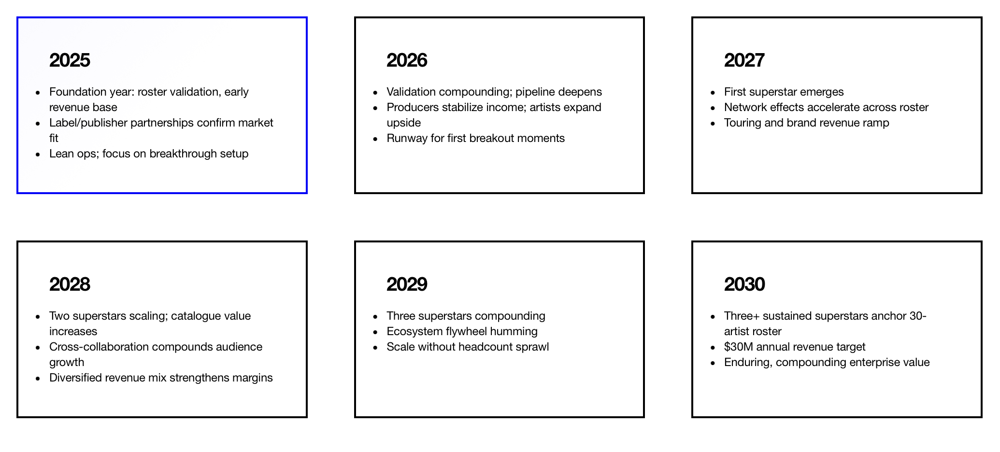 2025
• Foundation year: roster validation, early
revenue base
• Label/publisher partnerships confirm market
fit
• Lean ops; focus on breakthrough setup
2026
• Validation compounding; pipeline deepens
• Producers stabilize income; artists expand
upside
• Runway for first breakout moments
2027
• First superstar emerges
• Network effects accelerate across roster
• Touring and brand revenue ramp
2028
• Two superstars scaling; catalogue value
increases
• Cross-collaboration compounds audience
growth
• Diversified revenue mix strengthens margins
2029
• Three superstars compounding
• Ecosystem flywheel humming
• Scale without headcount sprawl
2030
• Three+ sustained superstars anchor 30-
artist roster
• $30M annual revenue target
• Enduring, compounding enterprise value